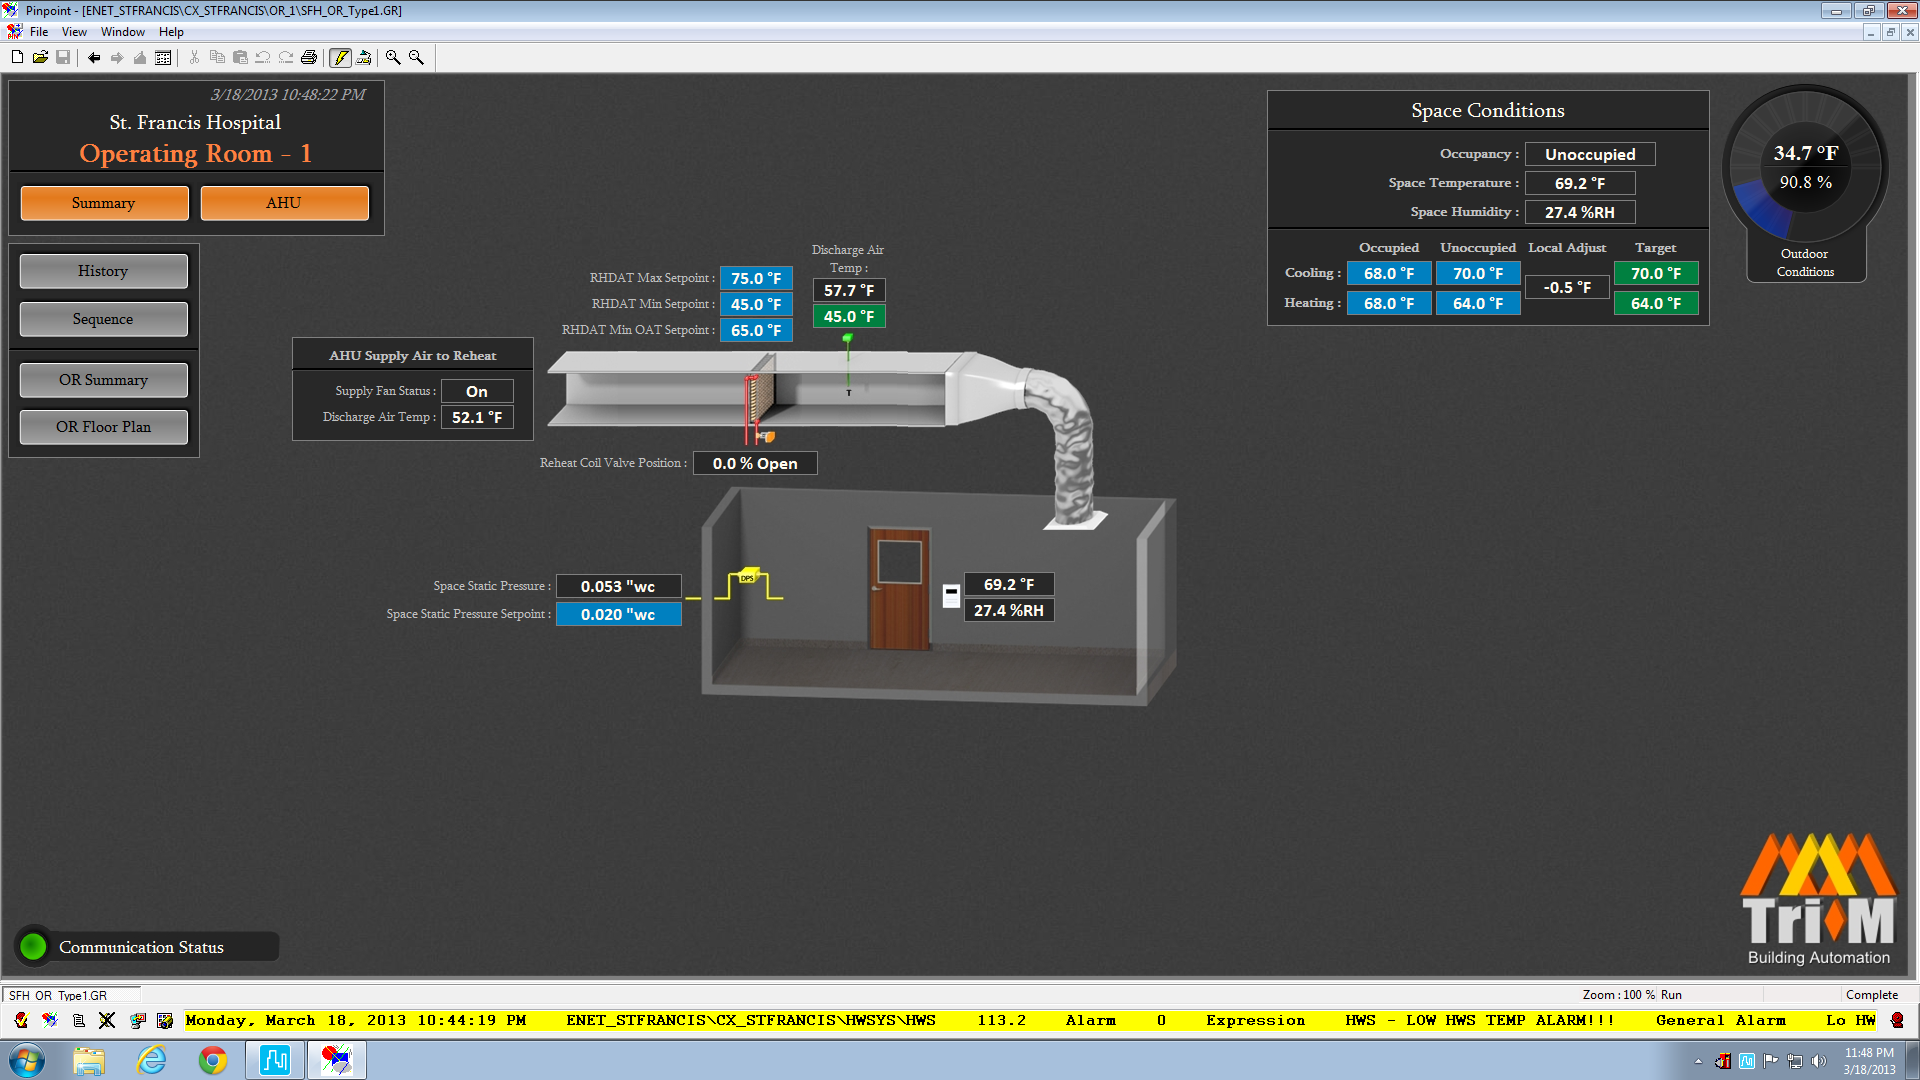 Pinpoint - [ENET_STFRANCIS\CX_STFRANCIS\OR_1\SFH_OR_Type1.GR]
File View Window Help
3/18/2013 10:48:22 PM
St. Francis Hospital
Operating Room - 1
Summary AHU
History
Sequence
OR Summary
OR Floor Plan
Space Conditions
Occupancy : Unoccupied
Space Temperature : 69.2 °F
Space Humidity : 27.4 %RH
Occupied Unoccupied Local Adjust Target
Cooling : 68.0 °F 70.0 °F -0.5 °F 70.0 °F
Heating : 68.0 °F 64.0 °F 64.0 °F
34.7 °F
90.8 %
Outdoor
Conditions
Discharge Air
Temp :
57.7 °F
45.0 °F
RHDAT Max Setpoint : 75.0 °F
RHDAT Min Setpoint : 45.0 °F
RHDAT Min OAT Setpoint : 65.0 °F
AHU Supply Air to Reheat
Supply Fan Status : On
Discharge Air Temp : 52.1 °F
T
Reheat Coil Valve Position : 0.0 % Open
Space Static Pressure : 0.053 "wc
Space Static Pressure Setpoint : 0.020 "wc
DPS
69.2 °F
27.4 %RH
Communication Status
Tri M
Building Automation
SFH_OR_Type1.GR
Zoom : 100 % Run Complete
Monday, March 18, 2013 10:44:19 PM ENET_STFRANCIS\CX_STFRANCIS\HWSYS\HWS 113.2 Alarm 0 Expression HWS - LOW HWS TEMP ALARM!!! General Alarm Lo HW
11:48 PM
3/18/2013